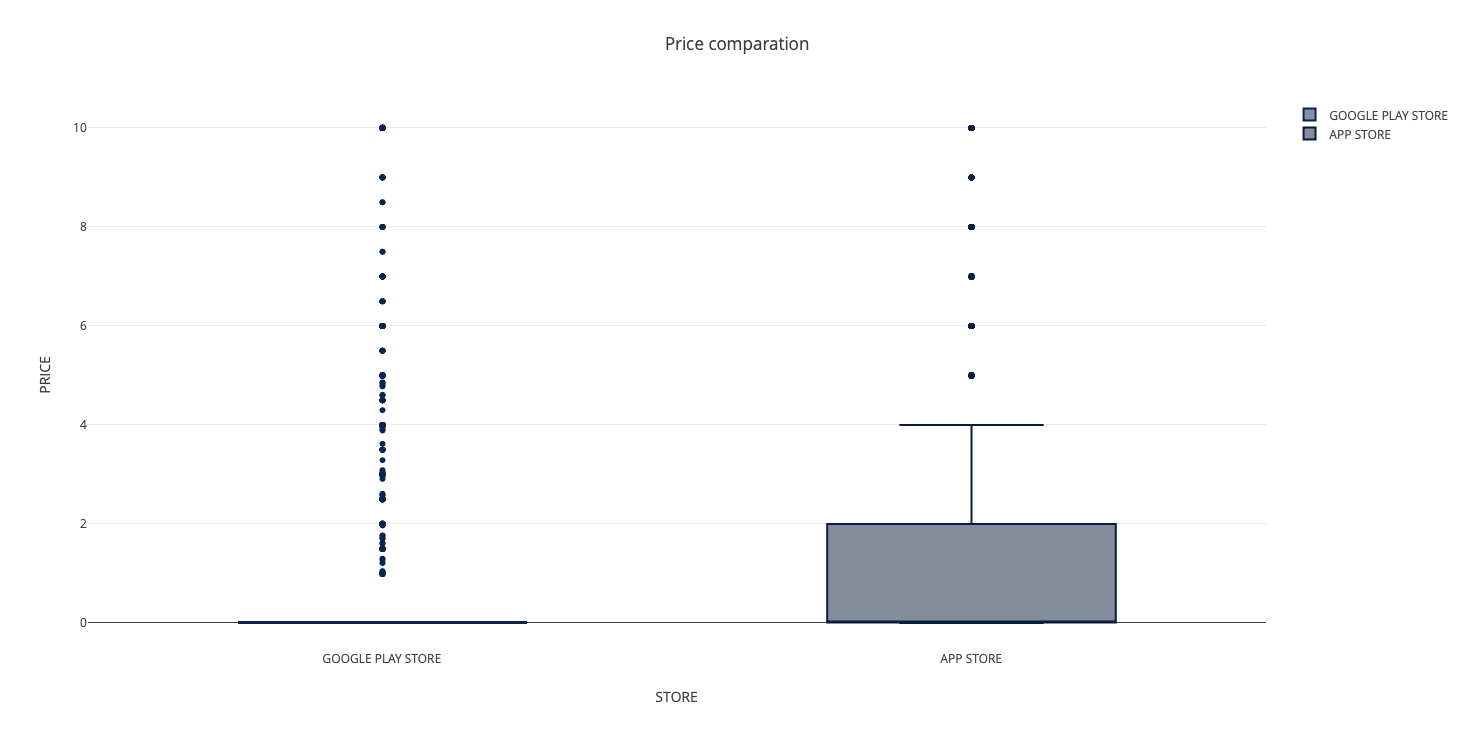 Price comparation
GOOGLE PLAY STORE
APP STORE
10
8
6
4
2
0
PRICE
GOOGLE PLAY STORE
APP STORE
STORE